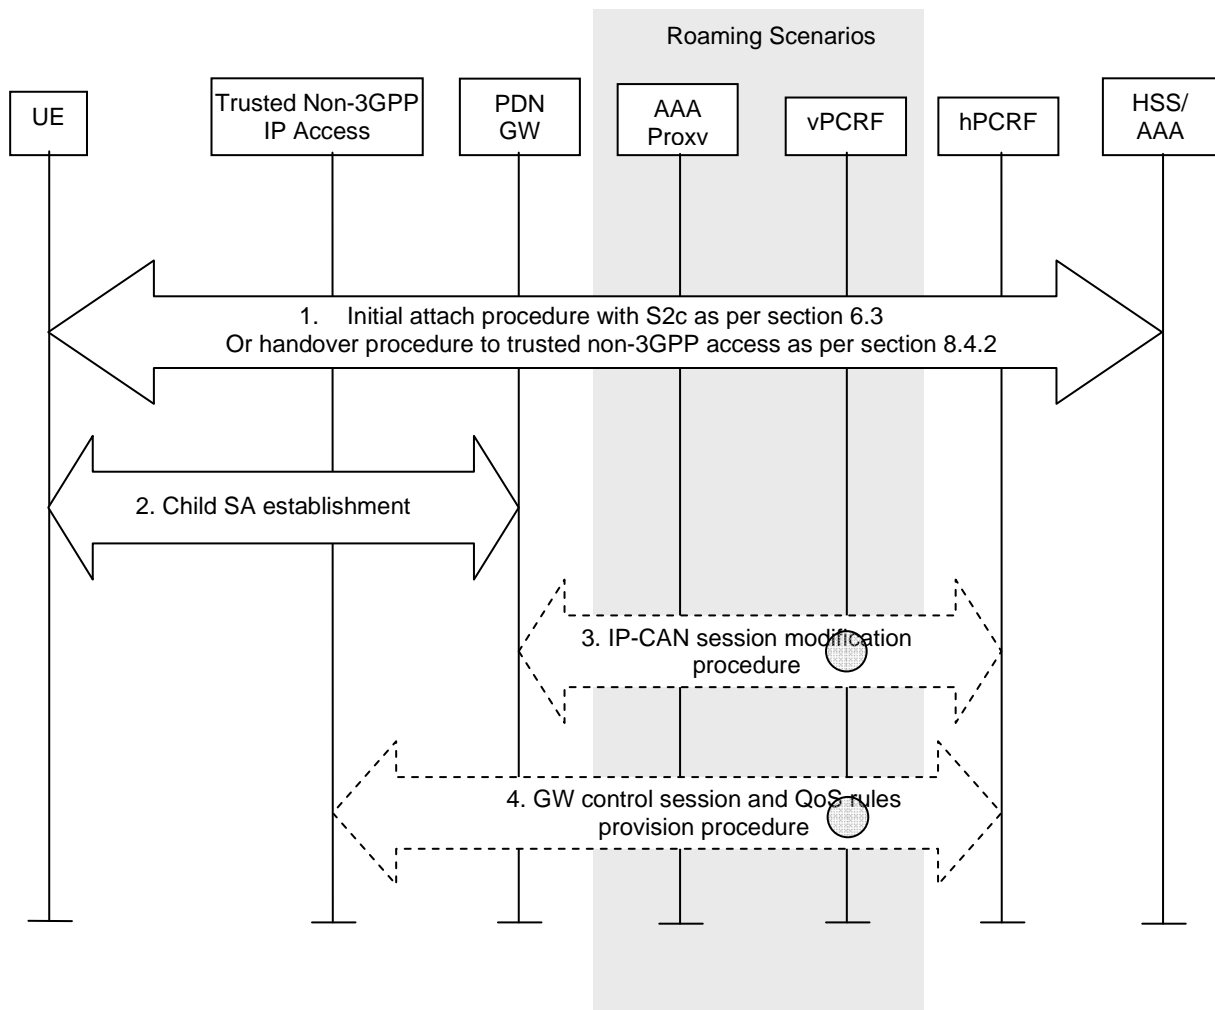 Roaming Scenarios
UE
Trusted Non-3GPP
IP Access
PDN
GW
AAA
Proxv
vPCRF
hPCRF
HSS/
AAA
1. Initial attach procedure with S2c as per section 6.3
Or handover procedure to trusted non-3GPP access as per section 8.4.2
2. Child SA establishment
3. IP-CAN session modification
procedure
4. GW control session and QoS rules
provision procedure